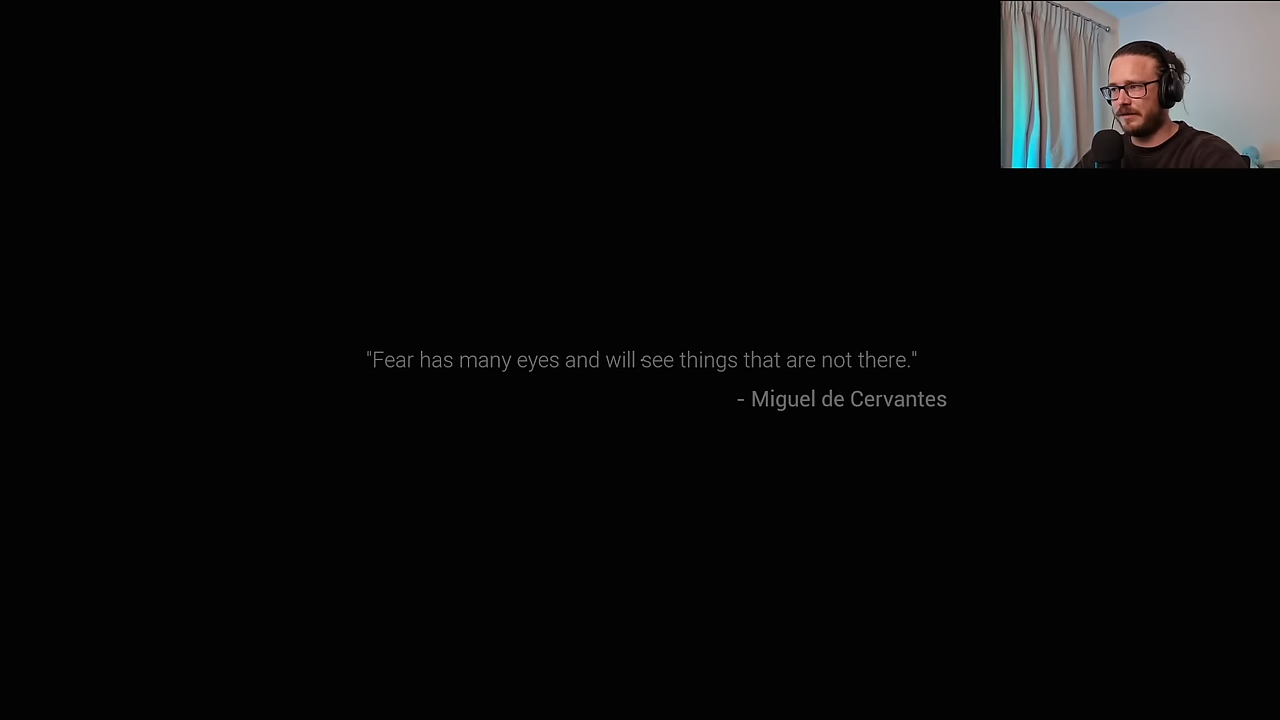 "Fear has many eyes and will see things that are not there."
- Miguel de Cervantes